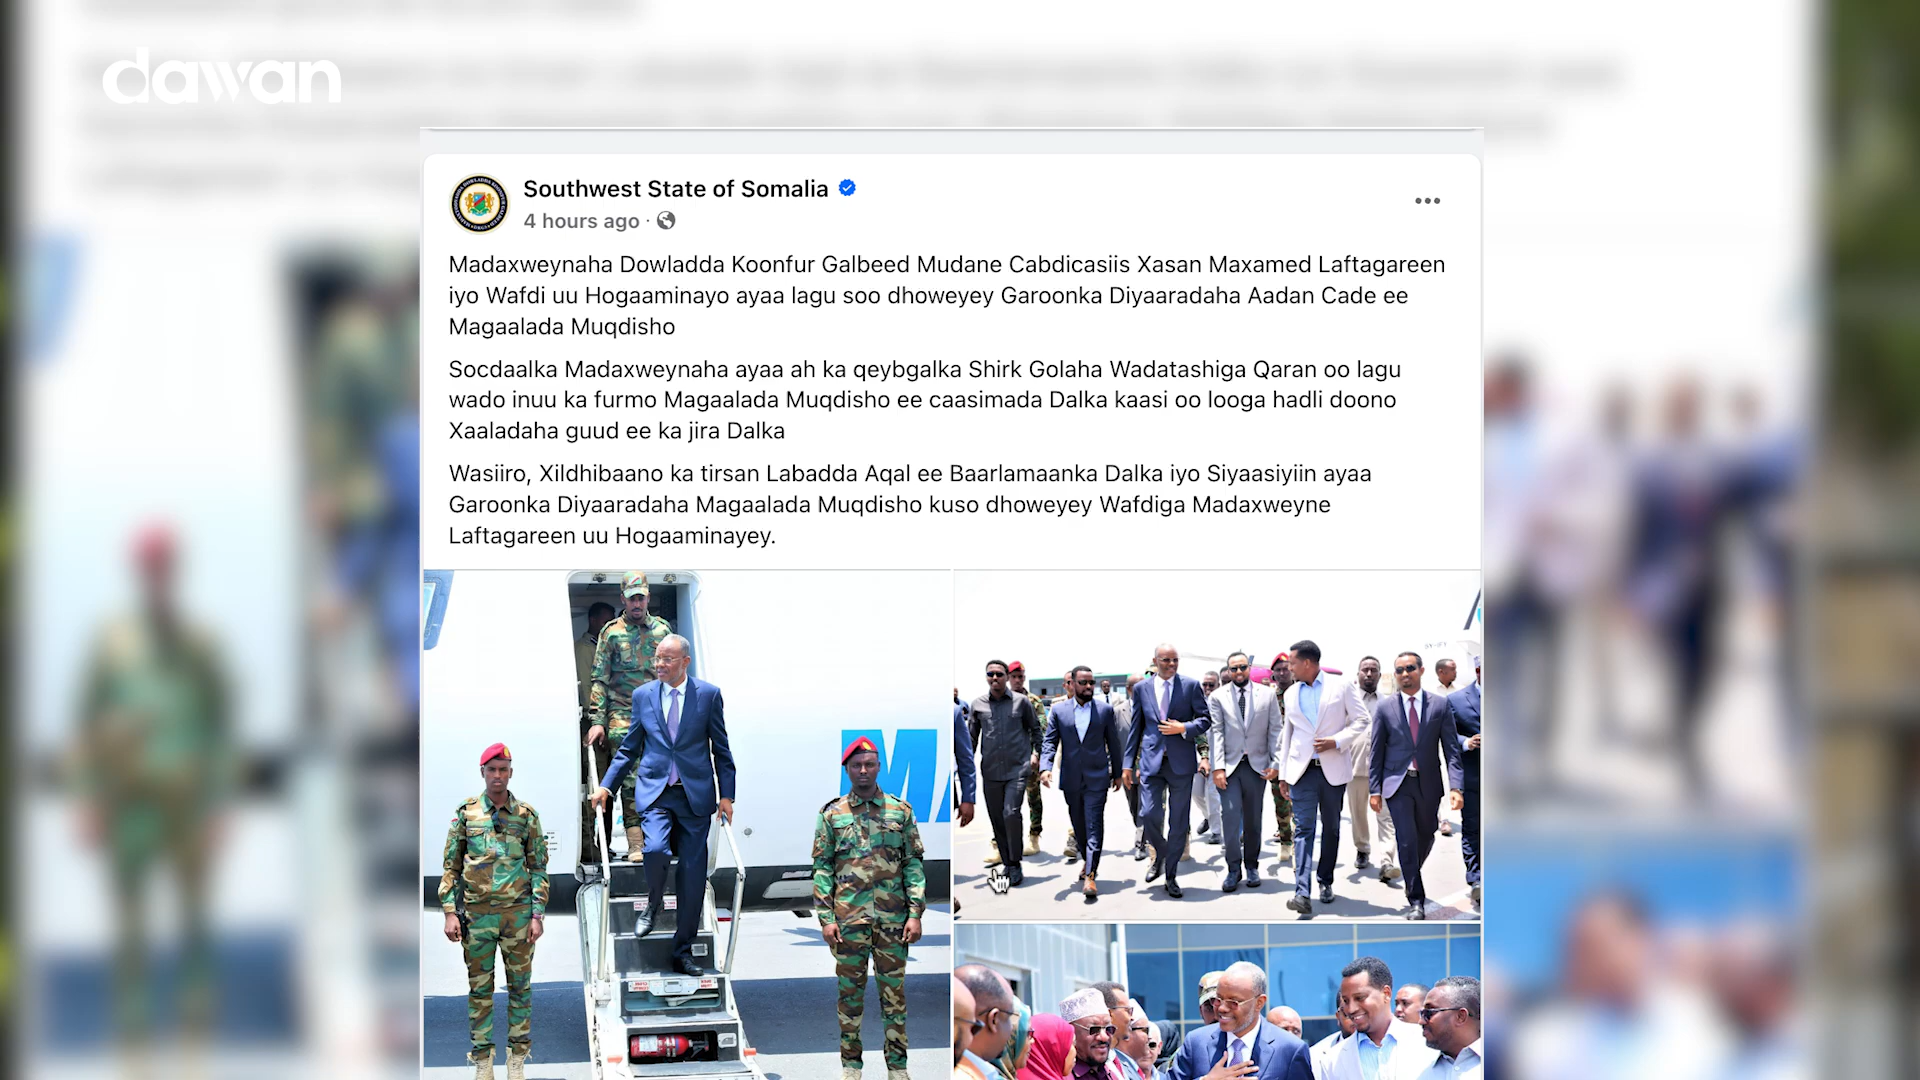 dawan
Southwest State of Somalia
4 hours ago ·
Madaxweynaha Dowladda Koonfur Galbeed Mudane Cabdicasiis Xasan Maxamed Laftagareen
iyo Wafdi uu Hogaaminayo ayaa lagu soo dhoweyey Garoonka Diyaaradaha Aadan Cade ee
Magaalada Muqdisho
Socdaalka Madaxweynaha ayaa ah ka qeybgalka Shirk Golaha Wadatashiga Qaran oo lagu
wado inuu ka furmo Magaalada Muqdisho ee caasimada Dalka kaasi oo looga hadli doono
Xaaladaha guud ee ka jira Dalka
Wasiiro, Xildhibaano ka tirsan Labadda Aqal ee Baarlamaanka Dalka iyo Siyaasiyiin ayaa
Garoonka Diyaaradaha Magaalada Muqdisho kuso dhoweyey Wafdiga Madaxweyne
Laftagareen uu Hogaaminayey.